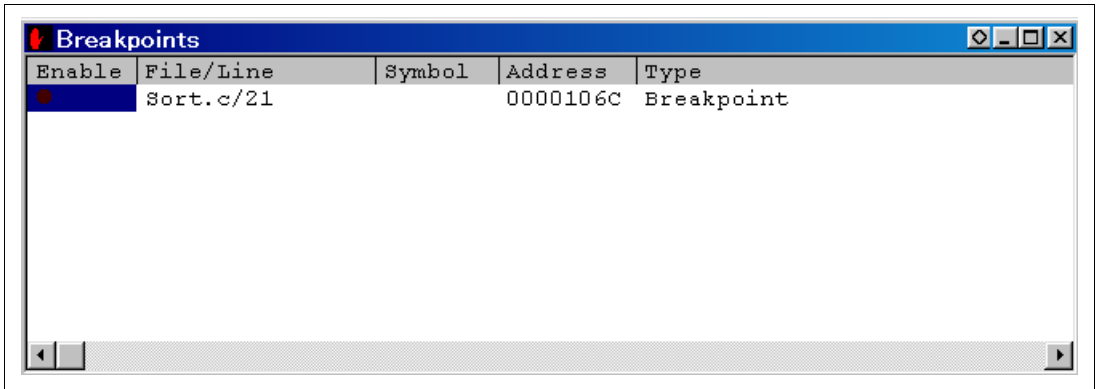 Breakpoints
Enable File/Line Symbol Address Type
Sort.c/21 0000106C Breakpoint